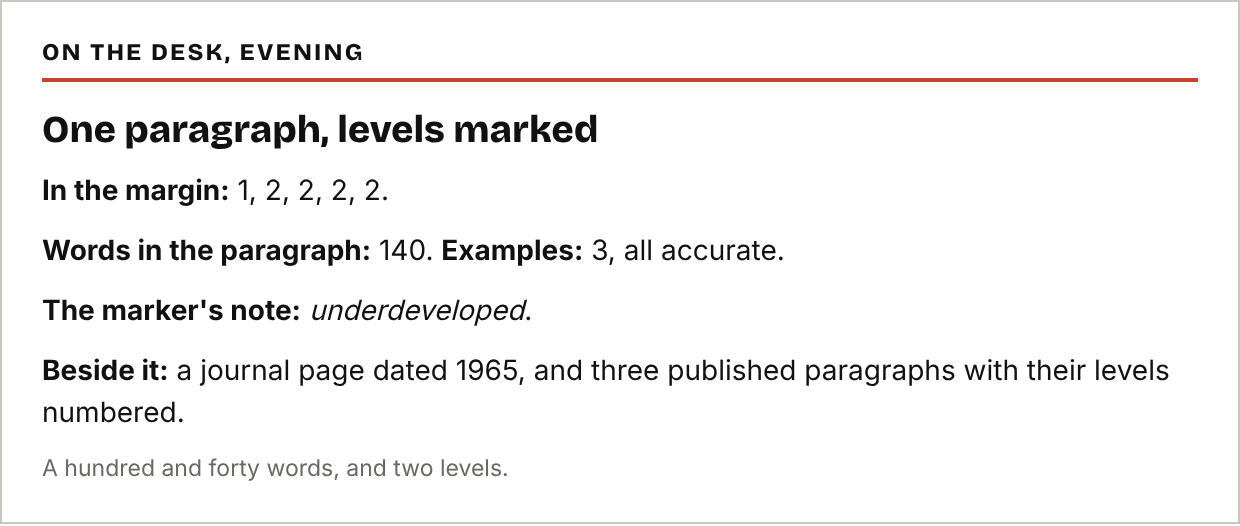 ON THE DESK, EVENING
One paragraph, levels marked
In the margin: 1, 2, 2, 2, 2.
Words in the paragraph: 140. Examples: 3, all accurate.
The marker's note: underdeveloped.
Beside it: a journal page dated 1965, and three published paragraphs with their levels
numbered.
A hundred and forty words, and two levels.